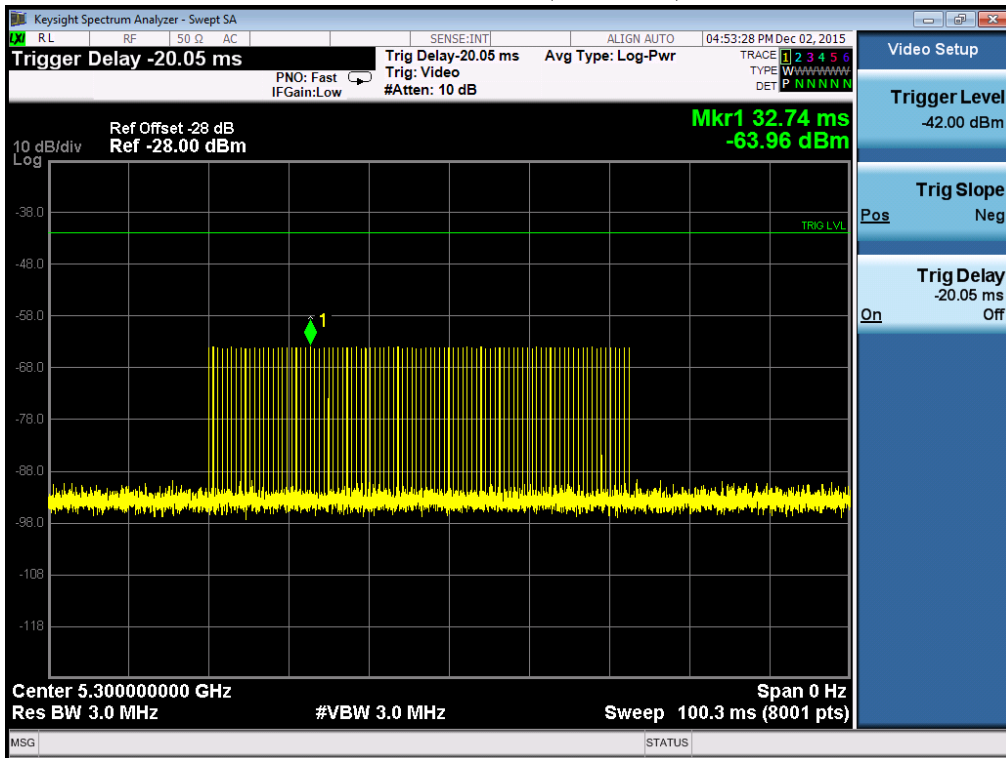 Keysight Spectrum Analyzer - Swept SA
LXI RL RF 50 Ω AC SENSE:INT ALIGN AUTO 04:53:28 PM Dec 02, 2015
Trigger Delay -20.05 ms
PNO: Fast
IFGain:Low
Trig Delay-20.05 ms
Trig: Video
#Atten: 10 dB
Avg Type: Log-Pwr
TRACE 1 2 3 4 5 6
TYPE WWWWWW
DET P N N N N N
Ref Offset -28 dB
10 dB/div Ref -28.00 dBm
Log
Mkr1 32.74 ms
-63.96 dBm
-38.0
TRIG LVL
-48.0
-58.0
1
-68.0
-78.0
-88.0
-98.0
-108
-118
Center 5.300000000 GHz Span 0 Hz
Res BW 3.0 MHz #VBW 3.0 MHz Sweep 100.3 ms (8001 pts)
MSG STATUS
Video Setup
Trigger Level
-42.00 dBm
Trig Slope
Pos Neg
Trig Delay
-20.05 ms
On Off